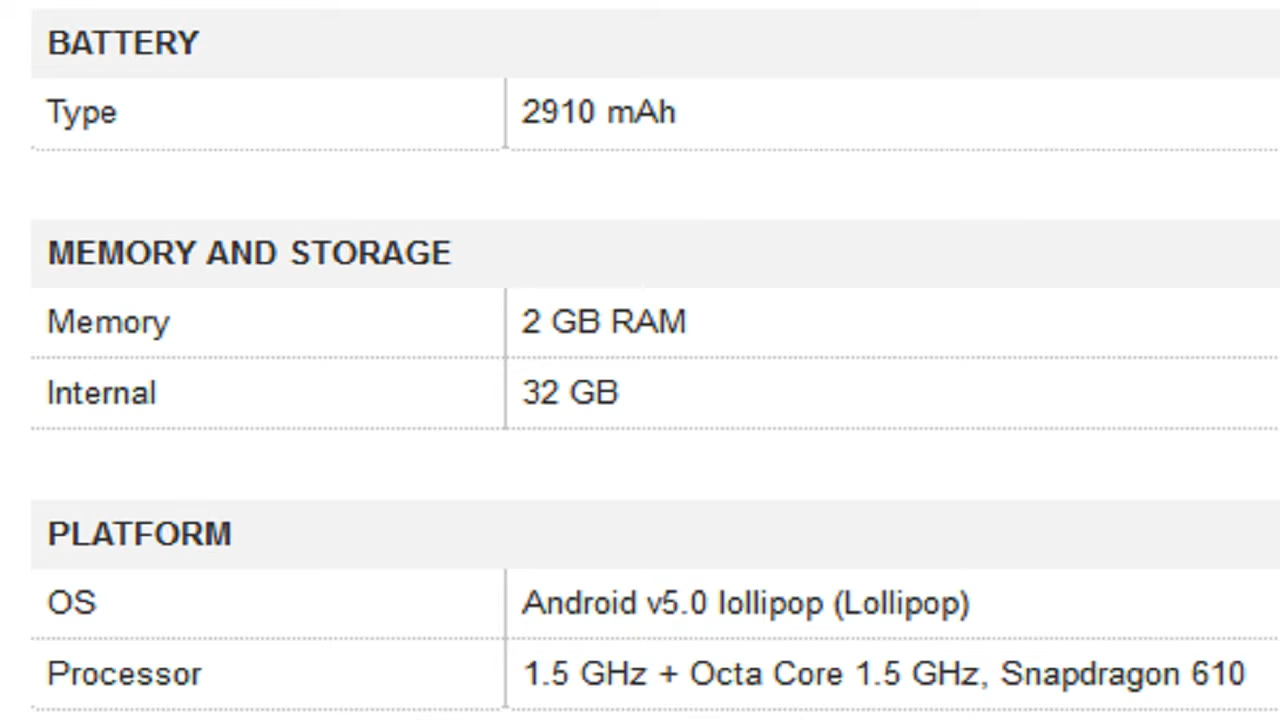 BATTERY
Type 2910 mAh
MEMORY AND STORAGE
Memory 2 GB RAM
Internal 32 GB
PLATFORM
OS Android v5.0 lollipop (Lollipop)
Processor 1.5 GHz + Octa Core 1.5 GHz, Snapdragon 610